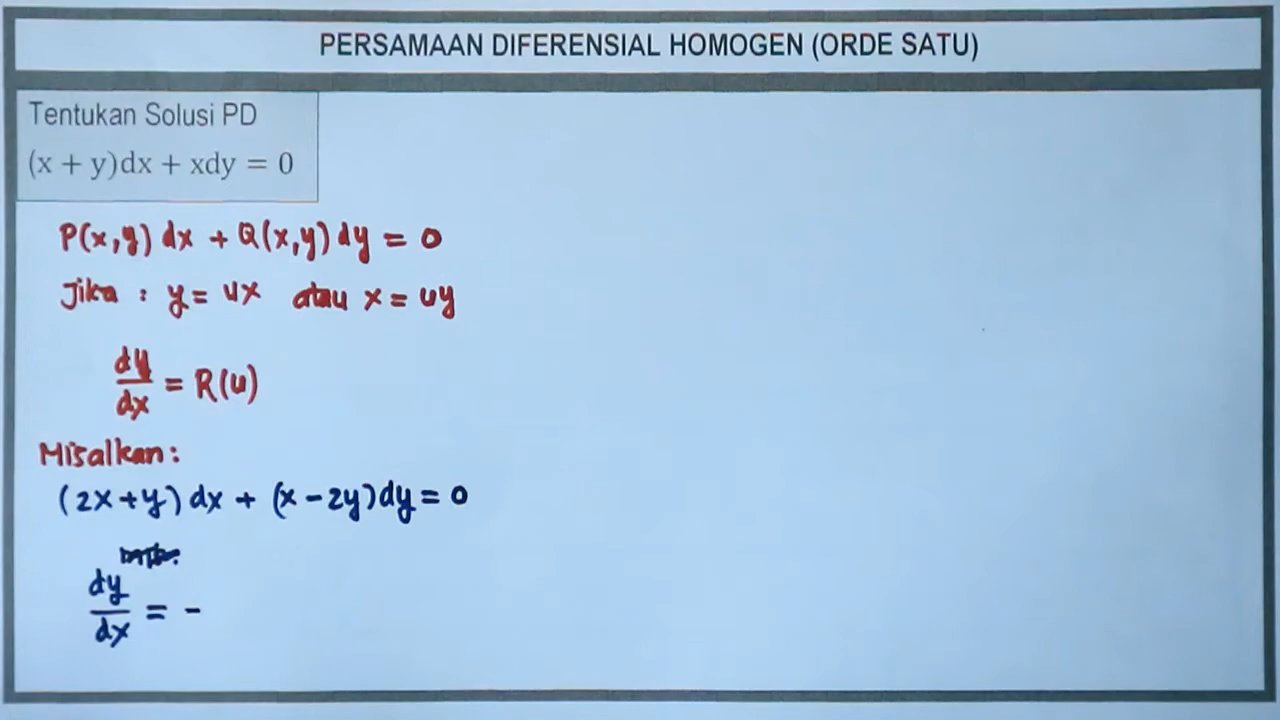 PERSAMAAN DIFERENSIAL HOMOGEN (ORDE SATU)
Tentukan Solusi PD
(x + y)dx + xdy = 0
P(x,y) dx + Q(x,y) dy = 0
Jika : y = ux atau x = uy
dy/dx = R(u)
Misalkan:
(2x+y) dx + (x-2y)dy = 0
dy/dx = -